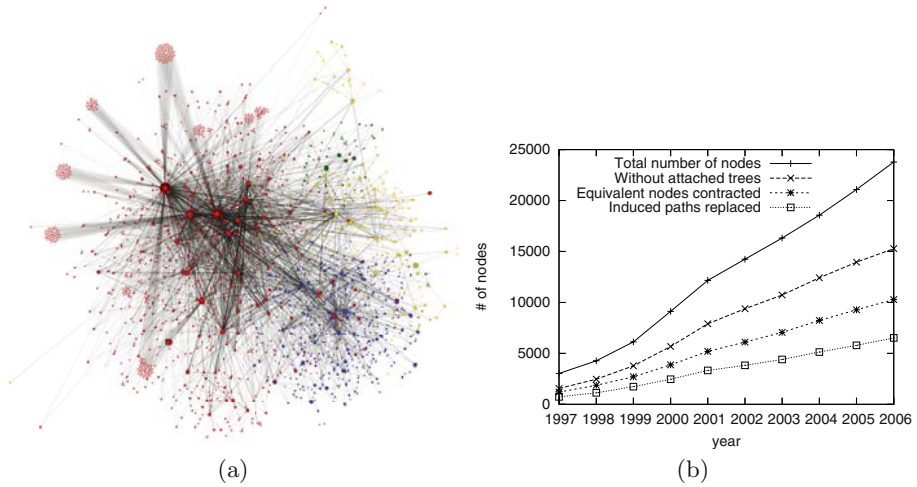 25000
20000
15000
10000
5000
0
# of nodes
Total number of nodes
Without attached trees
Equivalent nodes contracted
Induced paths replaced
1997 1998 1999 2000 2001 2002 2003 2004 2005 2006
year
(a)
(b)